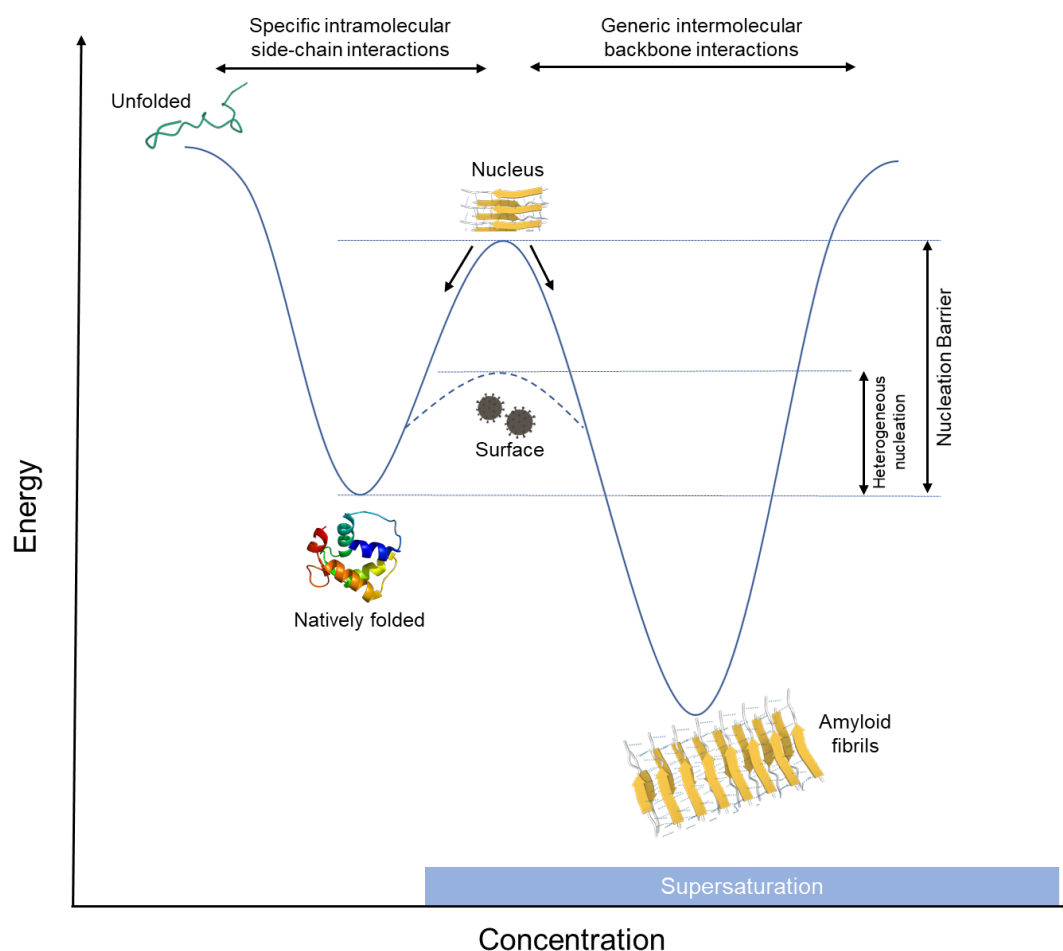 Specific intramolecular
side-chain interactions
Generic intermolecular
backbone interactions
Unfolded
Nucleus
Surface
Heterogeneous
nucleation
Nucleation Barrier
Energy
Natively folded
Amyloid
fibrils
Supersaturation
Concentration